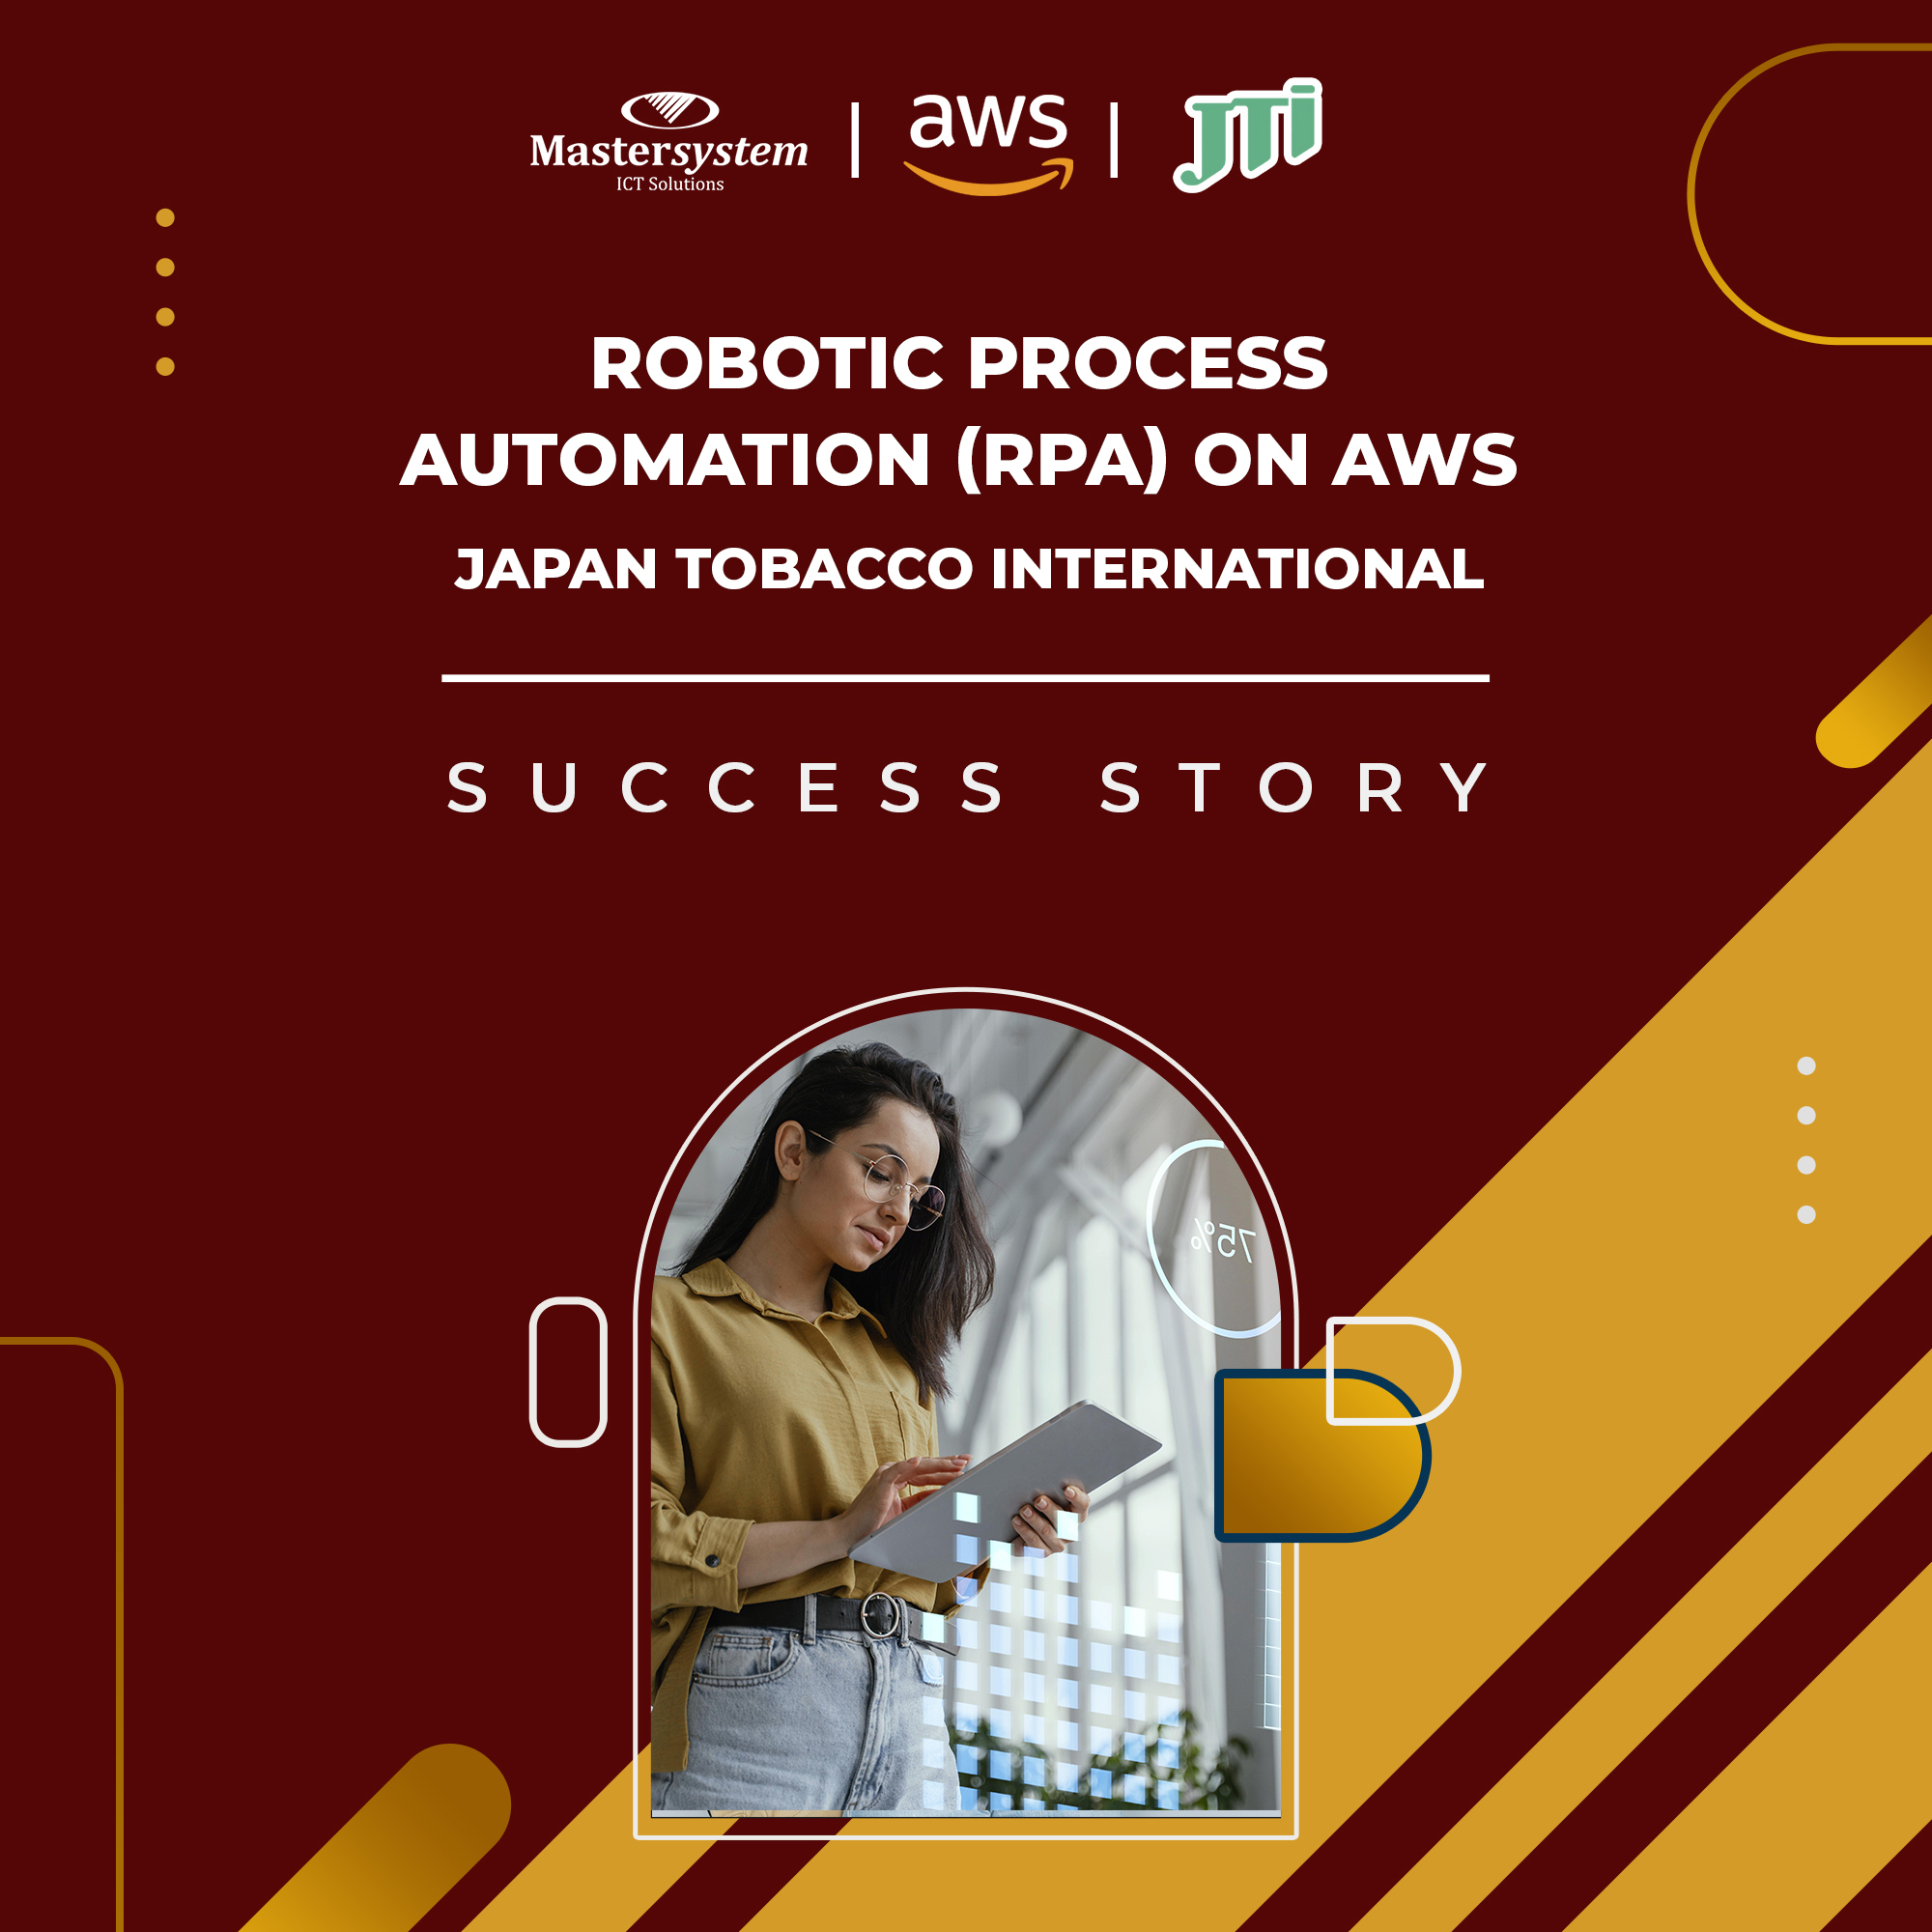 Mastersystem
ICT Solutions
aws
JTi
ROBOTIC PROCESS
AUTOMATION (RPA) ON AWS
JAPAN TOBACCO INTERNATIONAL
SUCCESS STORY
75%